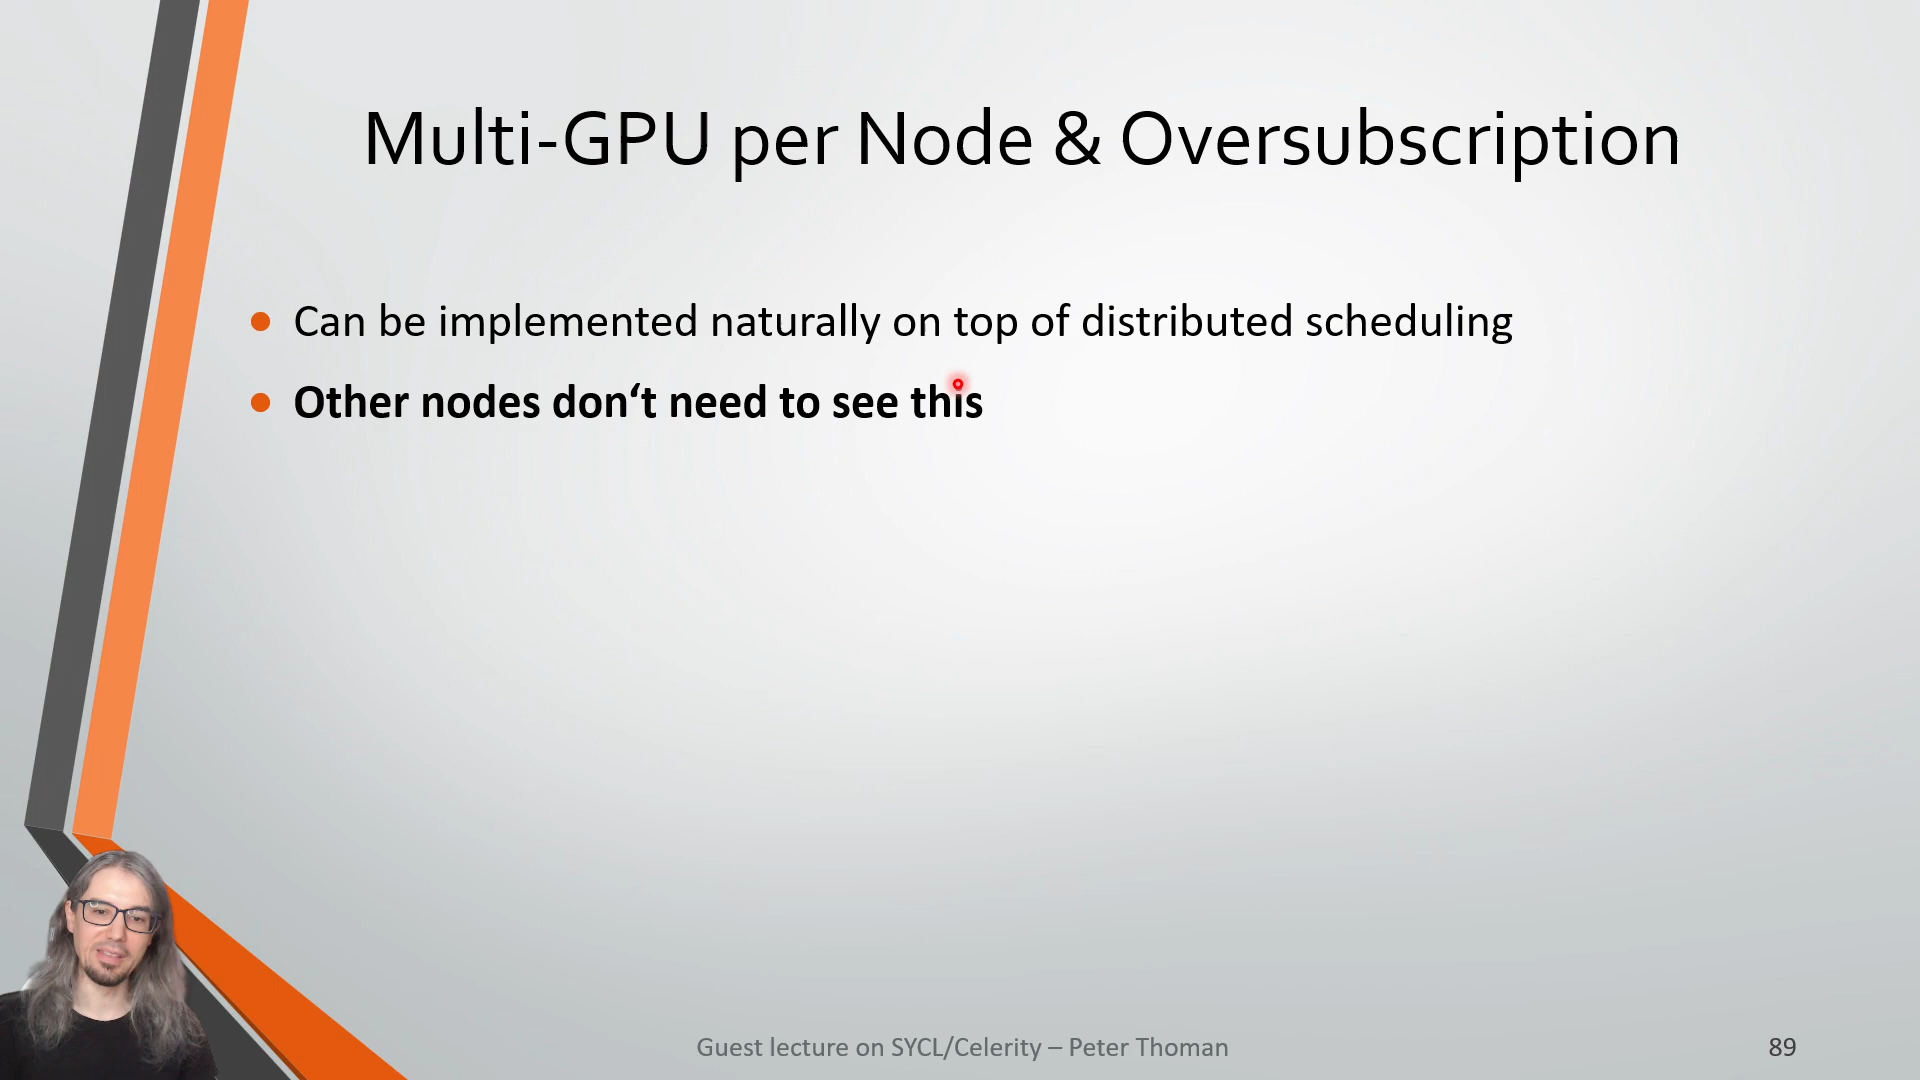 Multi-GPU per Node & Oversubscription
Can be implemented naturally on top of distributed scheduling
Other nodes don‘t need to see this
Guest lecture on SYCL/Celerity – Peter Thoman
89